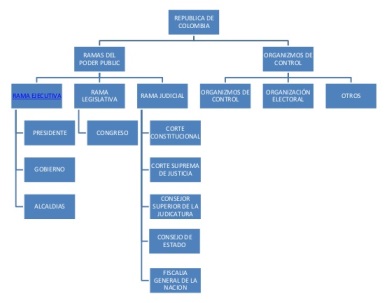 REPUBLICA DE
COLOMBIA
RAMAS DEL
PODER PUBLIC
ORGANIZMOS DE
CONTROL
RAMA EJECUTIVA
RAMA
LEGISLATIVA
RAMA JUDICIAL
ORGANIZMOS DE
CONTROL
ORGANIZACIÓN
ELECTORAL
OTROS
PRESIDENTE
CONGRESO
CORTE
CONSTITUCIONAL
GOBIERNO
CORTE SUPREMA
DE JUSTICIA
ALCALDIAS
CONSEJOR
SUPERIOR DE LA
JUDICATURA
CONSEJO DE
ESTADO
FISCALIA
GENERAL DE LA
NACION